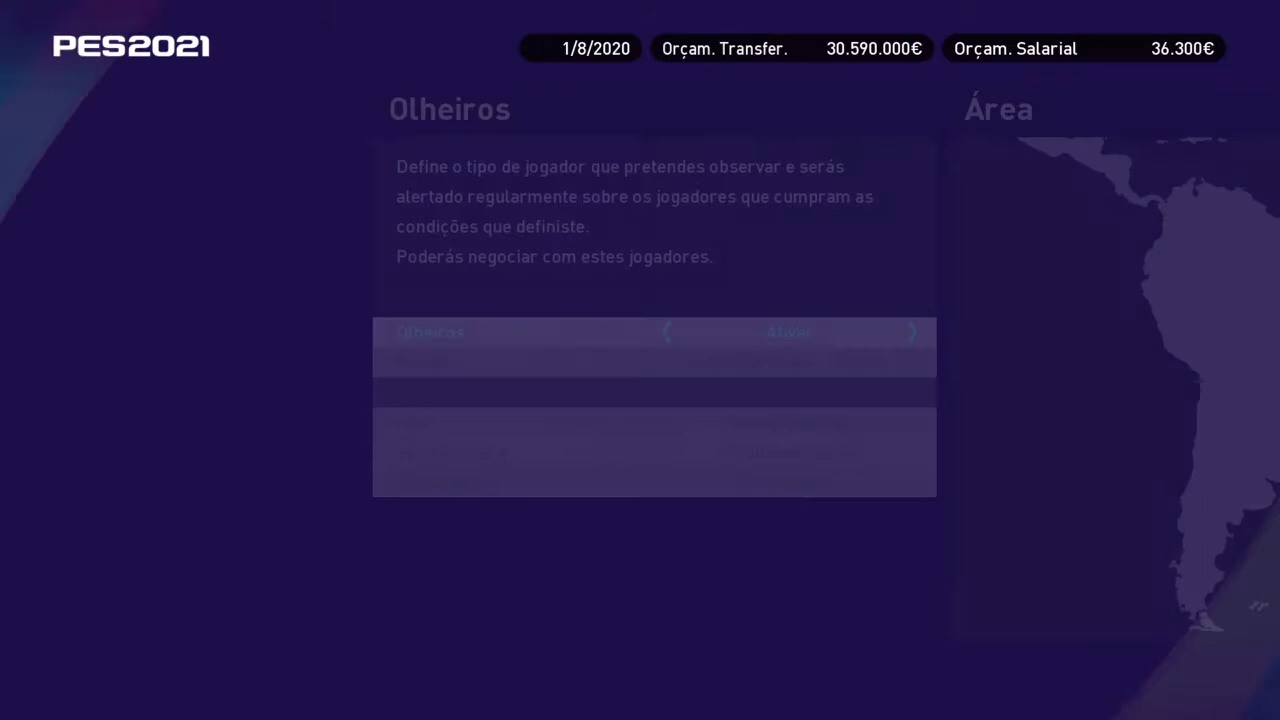 PES2021
1/8/2020
Orçam. Transfer. 30.590.000€
Orçam. Salarial 36.300€
Olheiros
Área
Define o tipo de jogador que pretendes observar e serás
alertado regularmente sobre os jogadores que cumpram as
condições que definiste.
Poderás negociar com estes jogadores.
Olheiros Ativar